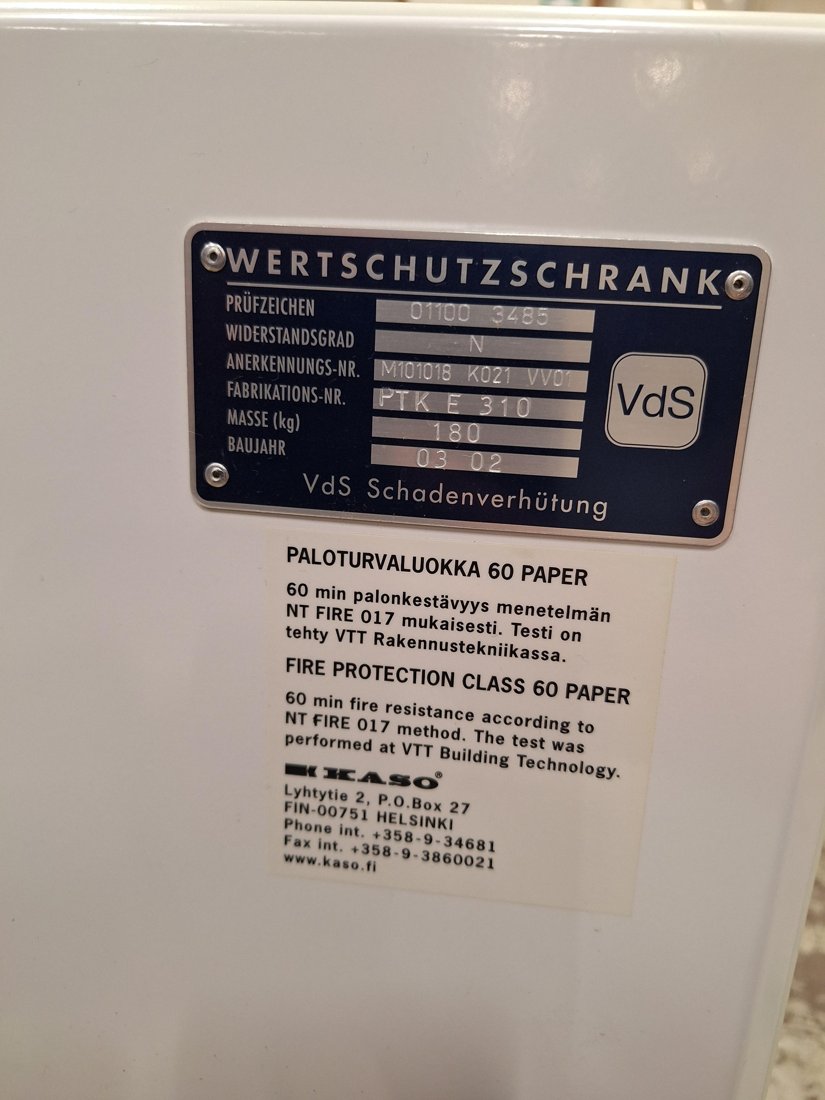 WERTSCHUTZSCHRANK
PRÜFZEICHEN 01100 3485
WIDERSTANDSGRAD N
ANERKENNUNGS-NR. M101018 K021 VV01
FABRIKATIONS-NR. PTK E 310
MASSE (kg) 180
BAUJAHR 03 02
VdS
VdS Schadenverhütung
PALOTURVALUOKKA 60 PAPER
60 min palonkestävyys menetelmän
NT FIRE 017 mukaisesti. Testi on
tehty VTT Rakennustekniikassa.
FIRE PROTECTION CLASS 60 PAPER
60 min fire resistance according to
NT FIRE 017 method. The test was
performed at VTT Building Technology.
KASO®
Lyhtytie 2, P.O.Box 27
FIN-00751 HELSINKI
Phone int. +358-9-34681
Fax int. +358-9-3860021
www.kaso.fi